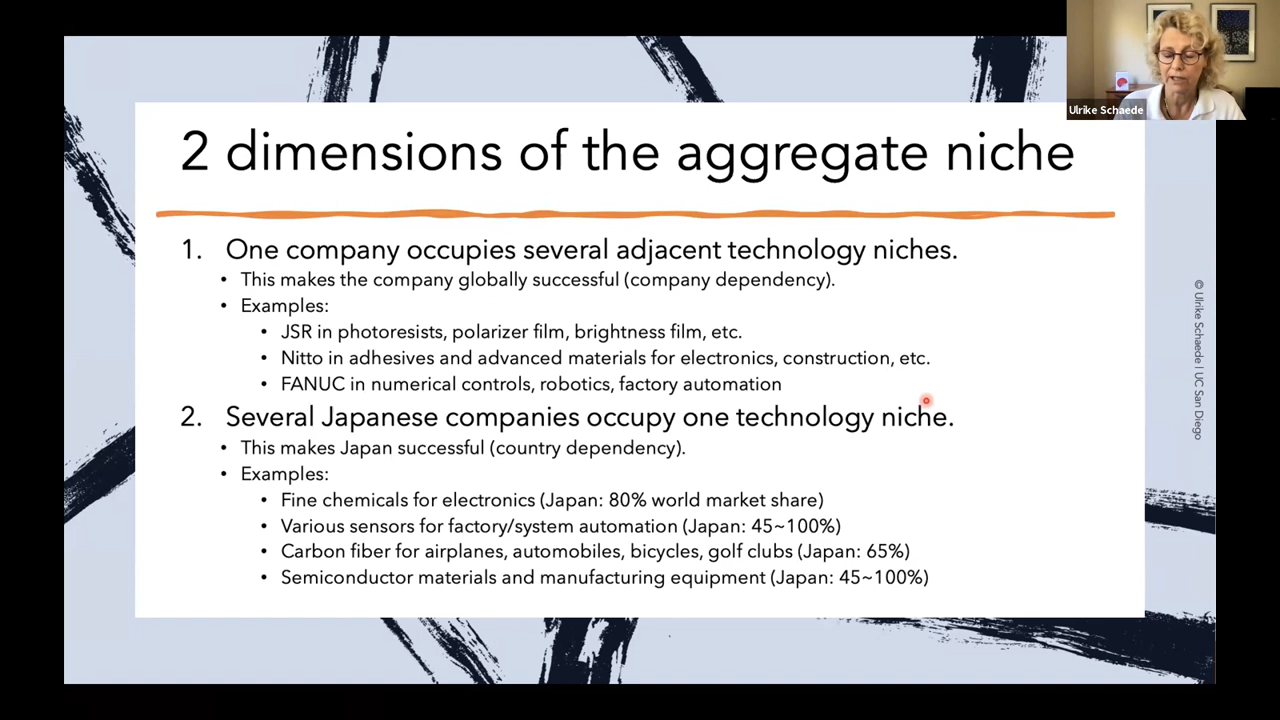 Ulrike Schaede
2 dimensions of the aggregate niche
1. One company occupies several adjacent technology niches.
• This makes the company globally successful (company dependency).
• Examples:
• JSR in photoresists, polarizer film, brightness film, etc.
• Nitto in adhesives and advanced materials for electronics, construction, etc.
• FANUC in numerical controls, robotics, factory automation
2. Several Japanese companies occupy one technology niche.
• This makes Japan successful (country dependency).
• Examples:
• Fine chemicals for electronics (Japan: 80% world market share)
• Various sensors for factory/system automation (Japan: 45~100%)
• Carbon fiber for airplanes, automobiles, bicycles, golf clubs (Japan: 65%)
• Semiconductor materials and manufacturing equipment (Japan: 45~100%)
© Ulrike Schaede | UC San Diego